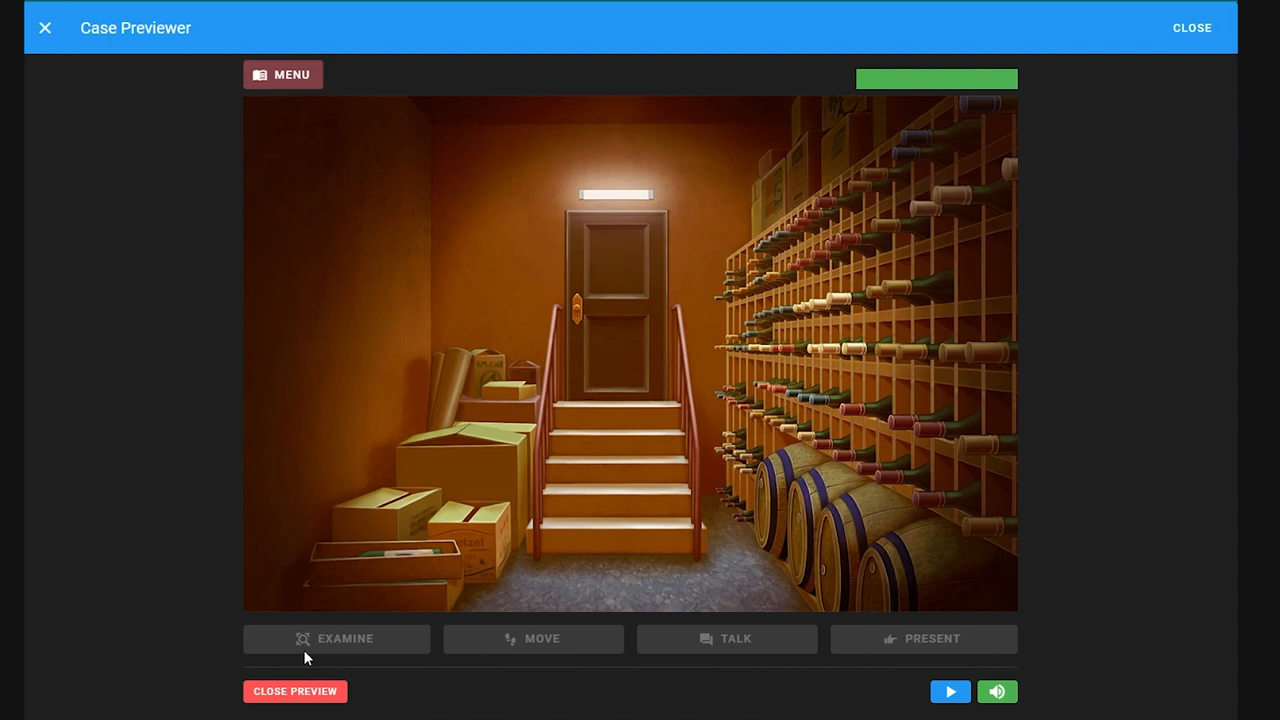 Case Previewer
CLOSE
MENU
EXAMINE
MOVE
TALK
PRESENT
CLOSE PREVIEW